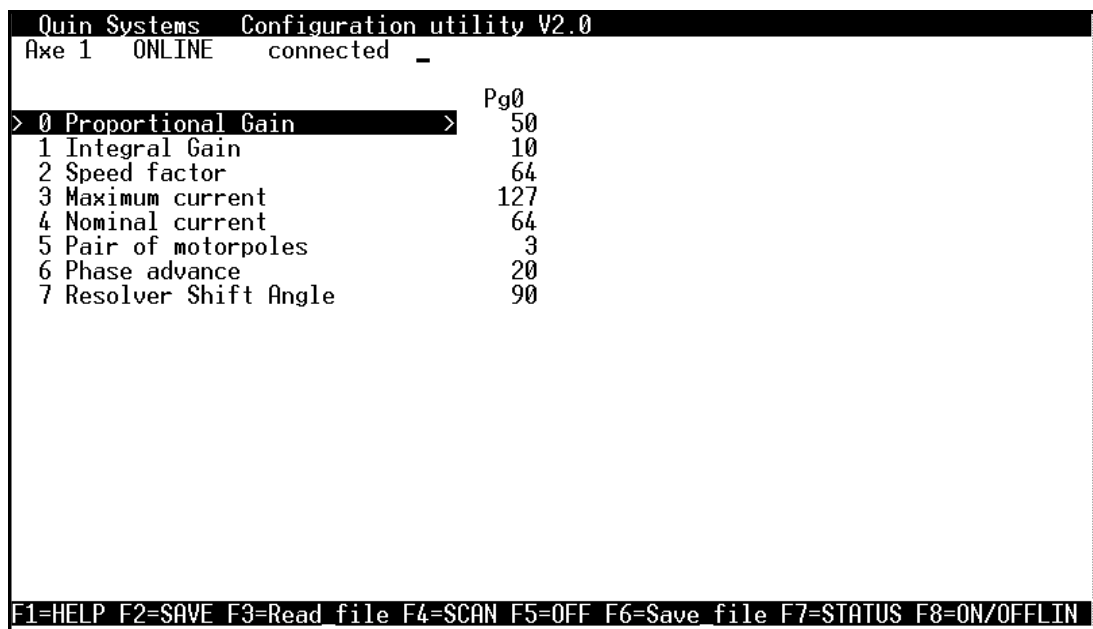 Quin Systems Configuration utility V2.0
Axe 1 ONLINE connected _
Pg0
> 0 Proportional Gain > 50
1 Integral Gain 10
2 Speed factor 64
3 Maximum current 127
4 Nominal current 64
5 Pair of motorpoles 3
6 Phase advance 20
7 Resolver Shift Angle 90
F1=HELP F2=SAVE F3=Read_file F4=SCAN F5=OFF F6=Save_file F7=STATUS F8=ON/OFFLIN